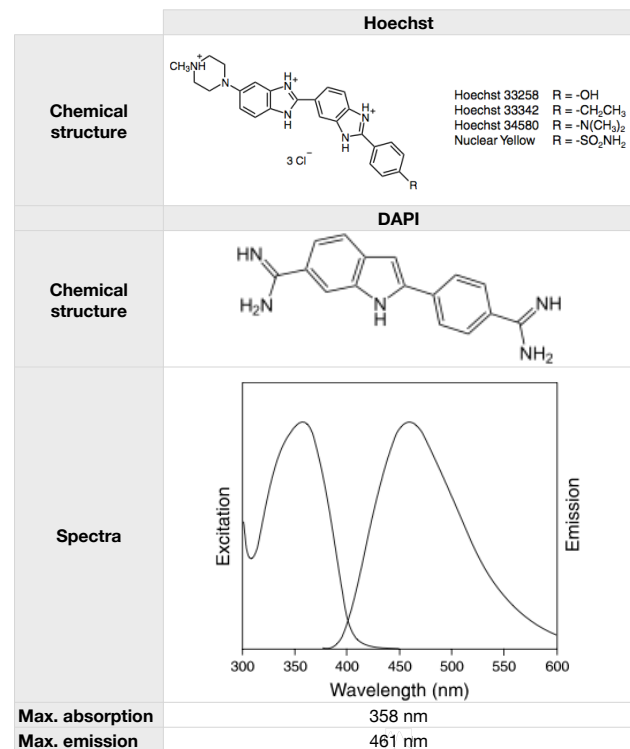 Hoechst
Chemical structure
CH₃NH⁺
N
H
N⁺
N
H
H
N⁺
N
H
R
3 Cl⁻
Hoechst 33258 R = -OH
Hoechst 33342 R = -CH₂CH₃
Hoechst 34580 R = -N(CH₃)₂
Nuclear Yellow R = -SO₂NH₂
DAPI
Chemical structure
HN
H₂N
N
H
NH
NH₂
Spectra
Excitation
Emission
300 350 400 450 500 550 600
Wavelength (nm)
Max. absorption 358 nm
Max. emission 461 nm